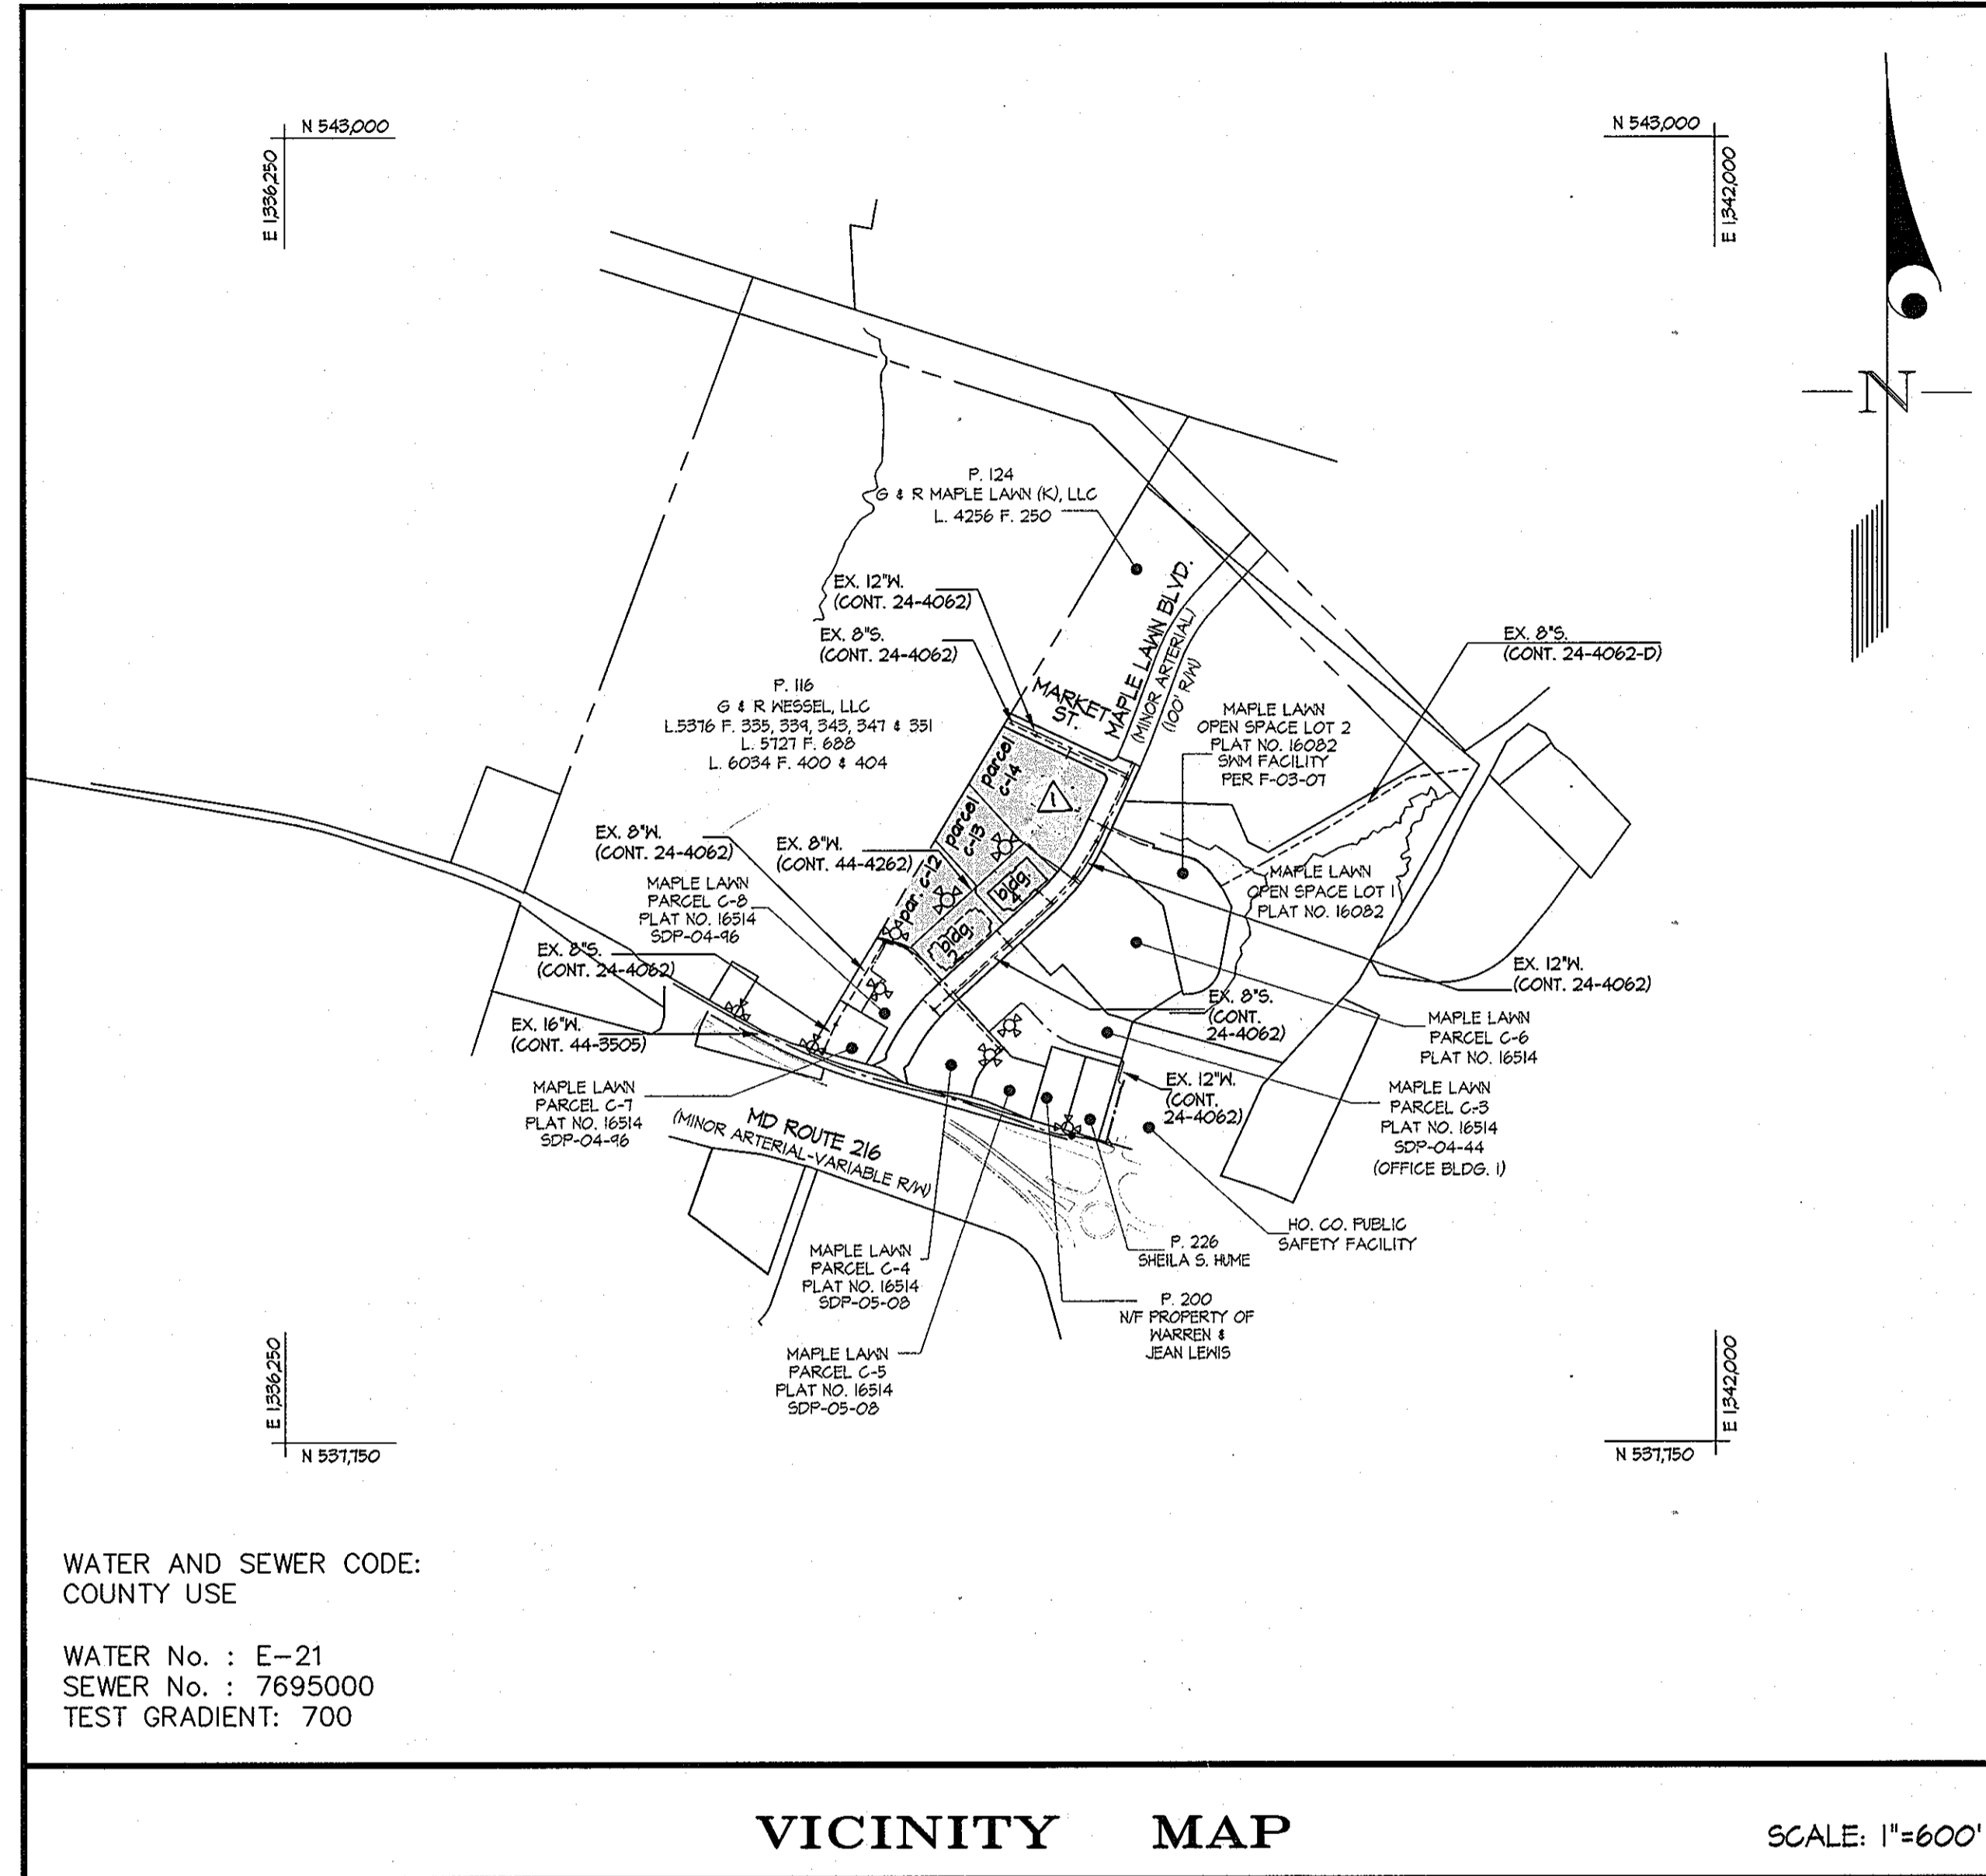 N 543,000
E 1336,250
N 543,000
E 1,342,000
N
P. 124
G & R MAPLE LAWN (K), LLC
L. 4256 F. 250
EX. 12"W.
(CONT. 24-4062)
EX. 8"S.
(CONT. 24-4062)
MAPLE LAWN BLVD.
(MINOR ARTERIAL)
(100' R/W)
MARKET
ST.
EX. 8"S.
(CONT. 24-4062-D)
P. 116
G & R WESSEL, LLC
L.5376 F. 335, 339, 343, 347 & 351
L. 5727 F. 688
L. 6034 F. 400 & 404
MAPLE LAWN
OPEN SPACE LOT 2
PLAT NO. 16082
SWM FACILITY
PER F-03-07
parcel
c-14
1
parcel
c-13
par. c-12
bldg.
4
bldg.
EX. 8"W.
(CONT. 24-4062)
EX. 8"W.
(CONT. 44-4262)
MAPLE LAWN
PARCEL C-8
PLAT NO. 16514
SDP-04-96
MAPLE LAWN
OPEN SPACE LOT 1
PLAT NO. 16082
EX. 8"S.
(CONT. 24-4062)
EX. 12"W.
(CONT. 24-4062)
EX. 8"S.
(CONT.
24-4062)
EX. 16"W.
(CONT. 44-3505)
MAPLE LAWN
PARCEL C-6
PLAT NO. 16514
EX. 12"W.
(CONT.
24-4062)
MAPLE LAWN
PARCEL C-7
PLAT NO. 16514
SDP-04-96
MAPLE LAWN
PARCEL C-3
PLAT NO. 16514
SDP-04-44
(OFFICE BLDG. 1)
MD ROUTE 216
(MINOR ARTERIAL-VARIABLE R/W)
HO. CO. PUBLIC
SAFETY FACILITY
P. 226
SHEILA S. HUME
MAPLE LAWN
PARCEL C-4
PLAT NO. 16514
SDP-05-08
P. 200
N/F PROPERTY OF
WARREN &
JEAN LEWIS
MAPLE LAWN
PARCEL C-5
PLAT NO. 16514
SDP-05-08
E 1336,250
N 537,750
E 1,342,000
N 537,750
WATER AND SEWER CODE:
COUNTY USE
WATER No. : E-21
SEWER No. : 7695000
TEST GRADIENT: 700
VICINITY MAP
SCALE: 1"=600'